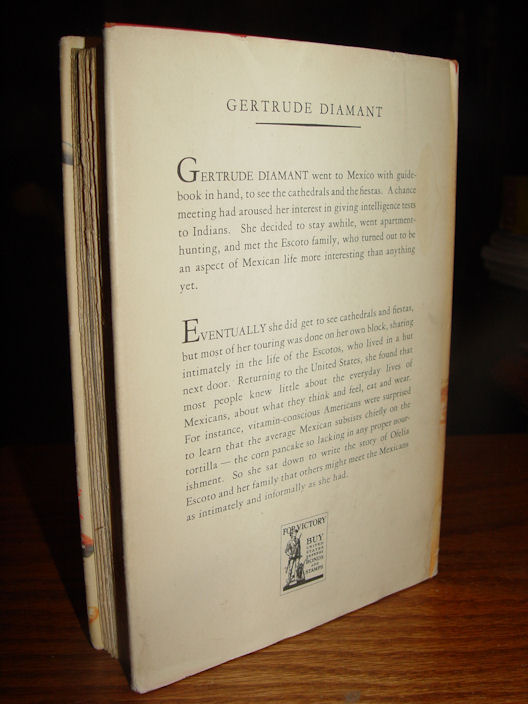 GERTRUDE DIAMANT
GERTRUDE DIAMANT went to Mexico with guide-
book in hand, to see the cathedrals and the fiestas. A chance
meeting had aroused her interest in giving intelligence tests
to Indians. She decided to stay awhile, went apartment-
hunting, and met the Escoto family, who turned out to be
an aspect of Mexican life more interesting than anything
yet.
EVENTUALLY she did get to see cathedrals and fiestas,
but most of her touring was done on her own block, sharing
intimately in the life of the Escotos, who lived in a hut
next door. Returning to the United States, she found that
most people knew little about the everyday lives of
Mexicans, about what they think and feel, eat and wear.
For instance, vitamin-conscious Americans were surprised
to learn that the average Mexican subsists chiefly on the
tortilla — the corn pancake so lacking in any proper nour-
ishment. So she sat down to write the story of Ofelia
Escoto and her family that others might meet the Mexicans
as intimately and informally as she had.
FOR VICTORY
BUY
UNITED
STATES
DEFENSE
BONDS
AND
STAMPS